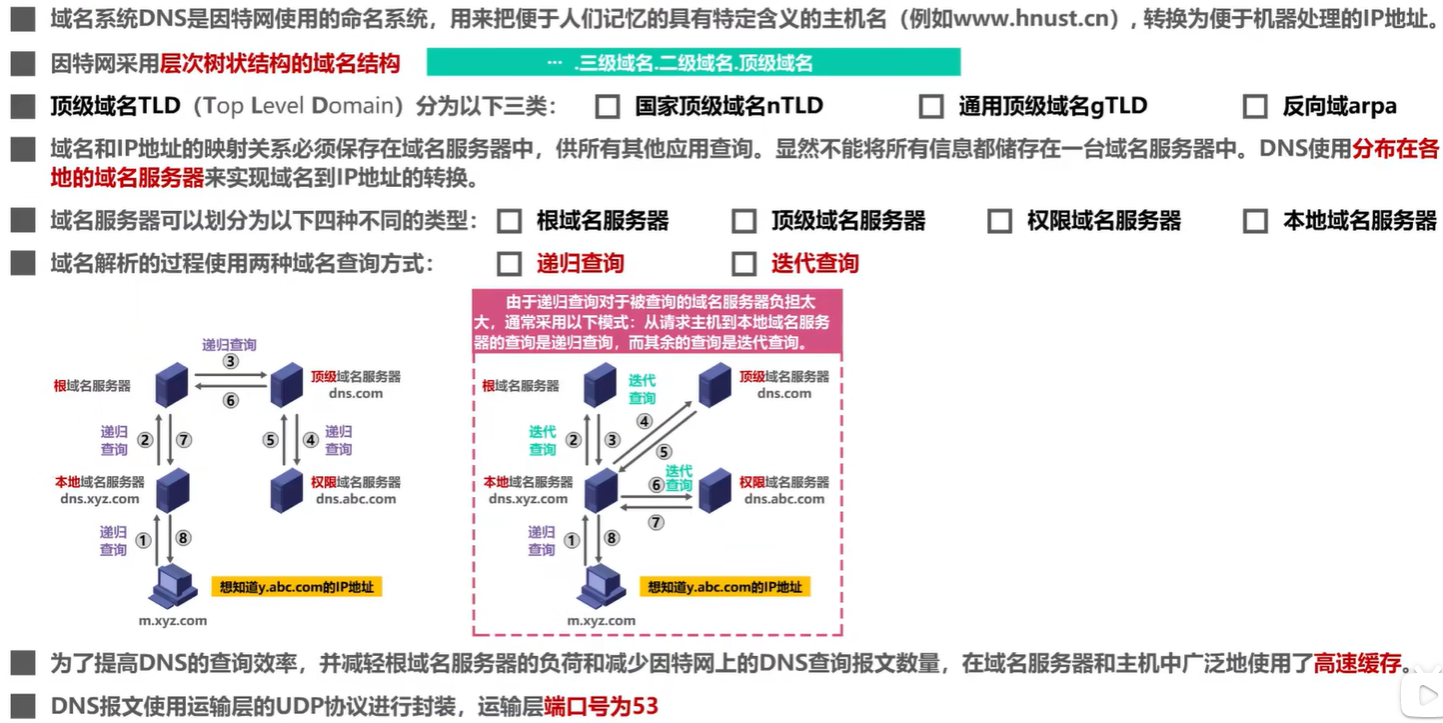 域名系统DNS是因特网使用的命名系统，用来把便于人们记忆的具有特定含义的主机名（例如www.hnust.cn）, 转换为便于机器处理的IP地址。
因特网采用层次树状结构的域名结构
… .三级域名.二级域名.顶级域名
顶级域名TLD（Top Level Domain）分为以下三类： 国家顶级域名nTLD 通用顶级域名gTLD 反向域arpa
域名和IP地址的映射关系必须保存在域名服务器中，供所有其他应用查询。显然不能将所有信息都储存在一台域名服务器中。DNS使用分布在各
地的域名服务器来实现域名到IP地址的转换。
域名服务器可以划分为以下四种不同的类型： 根域名服务器 顶级域名服务器 权限域名服务器 本地域名服务器
域名解析的过程使用两种域名查询方式： 递归查询 迭代查询
递归查询
③
根域名服务器
顶级域名服务器
dns.com
⑥
递归
查询
② ⑦
⑤ ④
递归
查询
本地域名服务器
dns.xyz.com
权限域名服务器
dns.abc.com
递归
查询
① ⑧
想知道y.abc.com的IP地址
m.xyz.com
由于递归查询对于被查询的域名服务器负担太
大，通常采用以下模式：从请求主机到本地域名服务
器的查询是递归查询，而其余的查询是迭代查询。
根域名服务器
迭代
查询
顶级域名服务器
dns.com
④
迭代
查询
② ③
⑤
本地域名服务器
dns.xyz.com
迭代
⑥ 查询
权限域名服务器
dns.abc.com
⑦
递归
查询
① ⑧
想知道y.abc.com的IP地址
m.xyz.com
为了提高DNS的查询效率，并减轻根域名服务器的负荷和减少因特网上的DNS查询报文数量，在域名服务器和主机中广泛地使用了高速缓存。
DNS报文使用运输层的UDP协议进行封装，运输层端口号为53